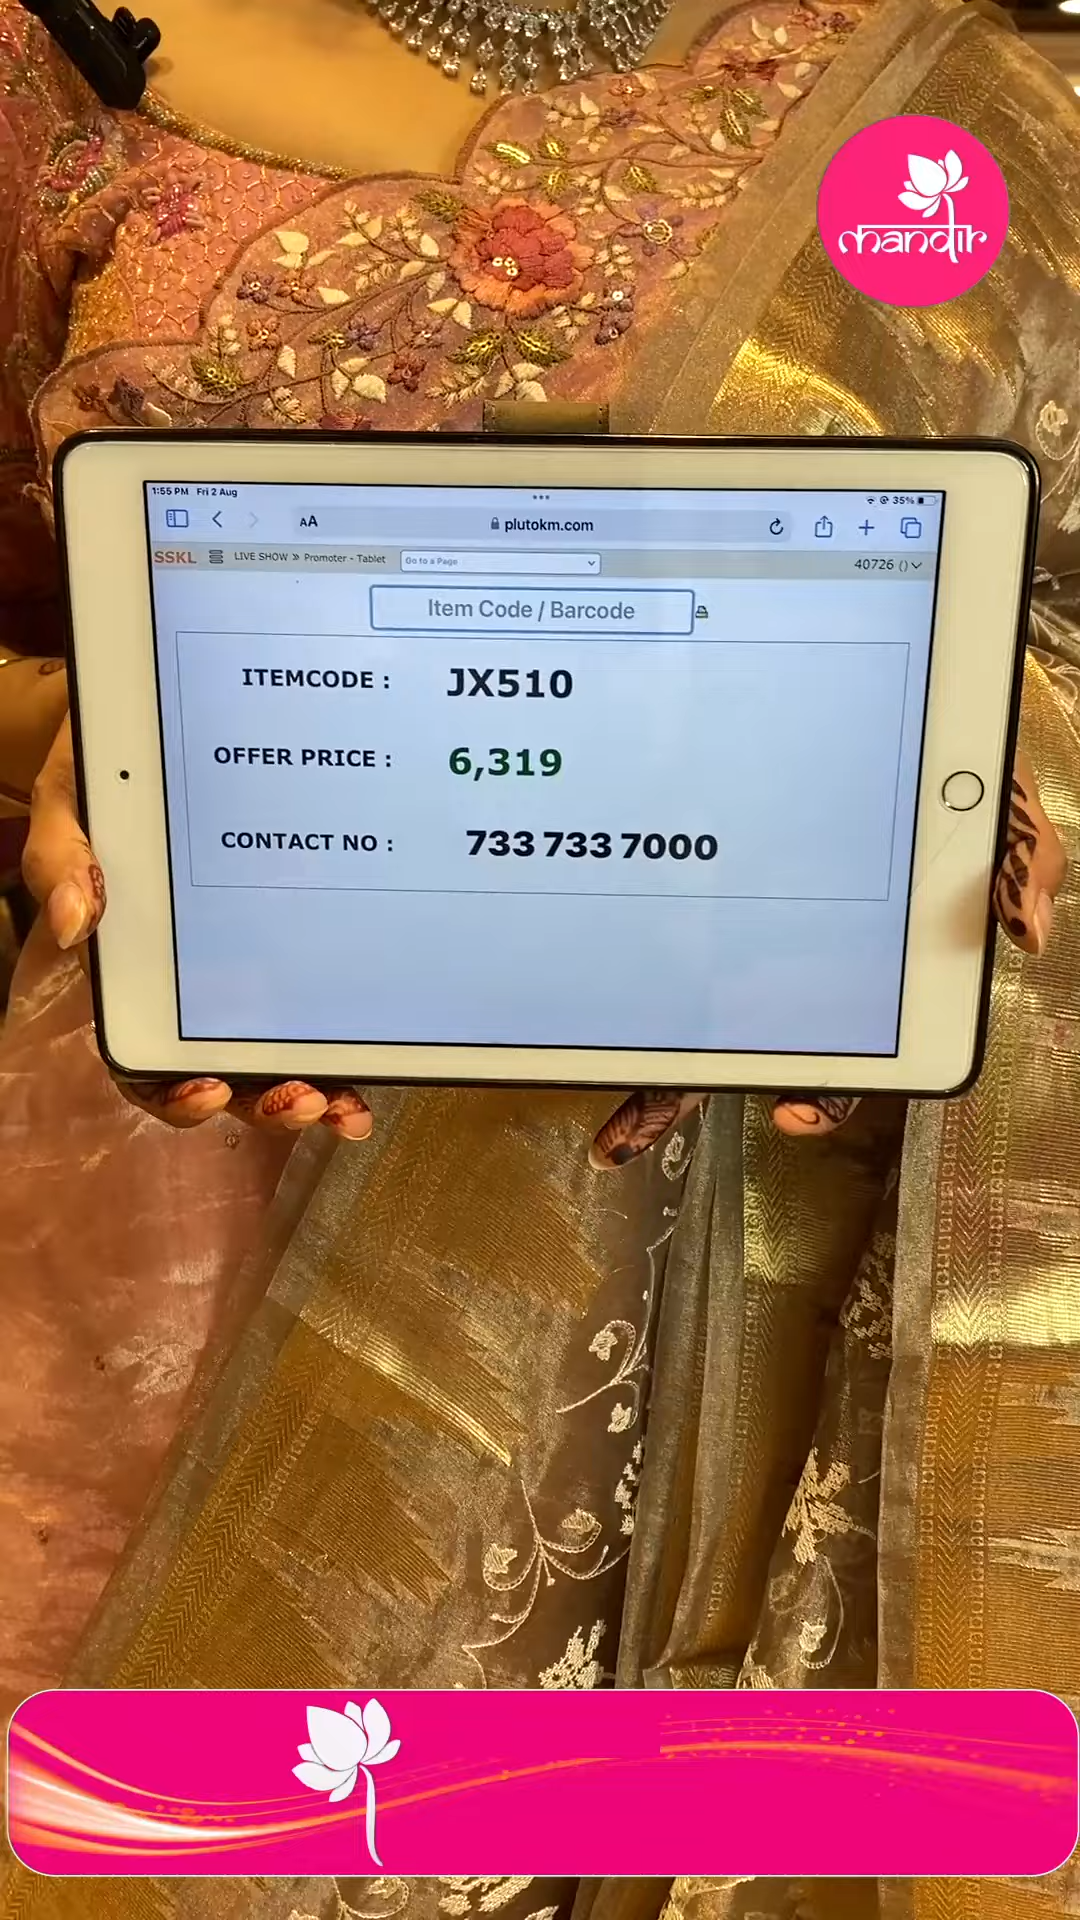 mandir
1:55 PM Fri 2 Aug
35%
AA
plutokm.com
SSKL LIVE SHOW » Promoter - Tablet Go to a Page 40726 ()
Item Code / Barcode
ITEMCODE : JX510
OFFER PRICE : 6,319
CONTACT NO : 733 733 7000